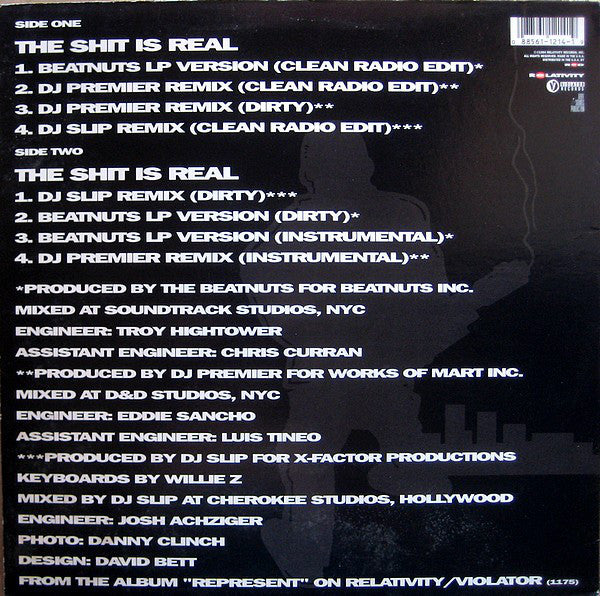 SIDE ONE
THE SHIT IS REAL
1. BEATNUTS LP VERSION (CLEAN RADIO EDIT)*
2. DJ PREMIER REMIX (CLEAN RADIO EDIT)**
3. DJ PREMIER REMIX (DIRTY)**
4. DJ SLIP REMIX (CLEAN RADIO EDIT)***
SIDE TWO
THE SHIT IS REAL
1. DJ SLIP REMIX (DIRTY)***
2. BEATNUTS LP VERSION (DIRTY)*
3. BEATNUTS LP VERSION (INSTRUMENTAL)*
4. DJ PREMIER REMIX (INSTRUMENTAL)**
*PRODUCED BY THE BEATNUTS FOR BEATNUTS INC.
MIXED AT SOUNDTRACK STUDIOS, NYC
ENGINEER: TROY HIGHTOWER
ASSISTANT ENGINEER: CHRIS CURRAN
**PRODUCED BY DJ PREMIER FOR WORKS OF MART INC.
MIXED AT D&D STUDIOS, NYC
ENGINEER: EDDIE SANCHO
ASSISTANT ENGINEER: LUIS TINEO
***PRODUCED BY DJ SLIP FOR X-FACTOR PRODUCTIONS
KEYBOARDS BY WILLIE Z
MIXED BY DJ SLIP AT CHEROKEE STUDIOS, HOLLYWOOD
ENGINEER: JOSH ACHZIGER
PHOTO: DANNY CLINCH
DESIGN: DAVID BETT
FROM THE ALBUM "REPRESENT" ON RELATIVITY/VIOLATOR (1175)
0 88561-1214-1
RELATIVITY